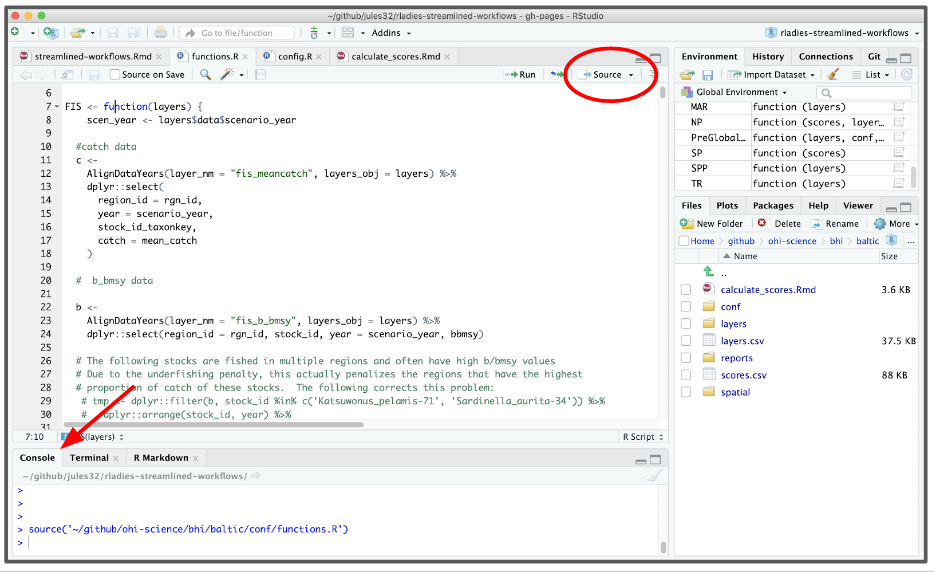 ~/github/jules32/rladies-streamlined-workflows - gh-pages - RStudio
Go to file/function
Addins
rladies-streamlined-workflows
streamlined-workflows.Rmd
functions.R
config.R
calculate_scores.Rmd
Source on Save
Run
Source
6
7 FIS <- function(layers) {
8 scen_year <- layers$data$scenario_year
9
10 #catch data
11 c <-
12 AlignDataYears(layer_nm = "fis_meancatch", layers_obj = layers) %>%
13 dplyr::select(
14 region_id = rgn_id,
15 year = scenario_year,
16 stock_id_taxonkey,
17 catch = mean_catch
18 )
19
20 # b_bmsy data
21
22 b <-
23 AlignDataYears(layer_nm = "fis_b_bmsy", layers_obj = layers) %>%
24 dplyr::select(region_id = rgn_id, stock_id, year = scenario_year, bbmsy)
25
26 # The following stocks are fished in multiple regions and often have high b/bmsy values
27 # Due to the underfishing penalty, this actually penalizes the regions that have the highest
28 # proportion of catch of these stocks. The following corrects this problem:
29 # tmp <- dplyr::filter(b, stock_id %in% c('Katsuwonus_pelamis-71', 'Sardinella_aurita-34')) %>%
30 # dplyr::arrange(stock_id, year) %>%
31
7:10
(layers)
R Script
Console
Terminal
R Markdown
~/github/jules32/rladies-streamlined-workflows/
>
>
>
> source('~/github/ohi-science/bhi/baltic/conf/functions.R')
>
Environment
History
Connections
Git
Import Dataset
List
Global Environment
MAR function (layers)
NP function (scores, layer…
PreGlobal… function (layers, conf,…
SP function (scores)
SPP function (layers)
TR function (layers)
Files
Plots
Packages
Help
Viewer
New Folder
Delete
Rename
More
Home
github
ohi-science
bhi
baltic
...
Name
Size
..
calculate_scores.Rmd 3.6 KB
conf
layers
layers.csv 37.5 KB
reports
scores.csv 88 KB
spatial